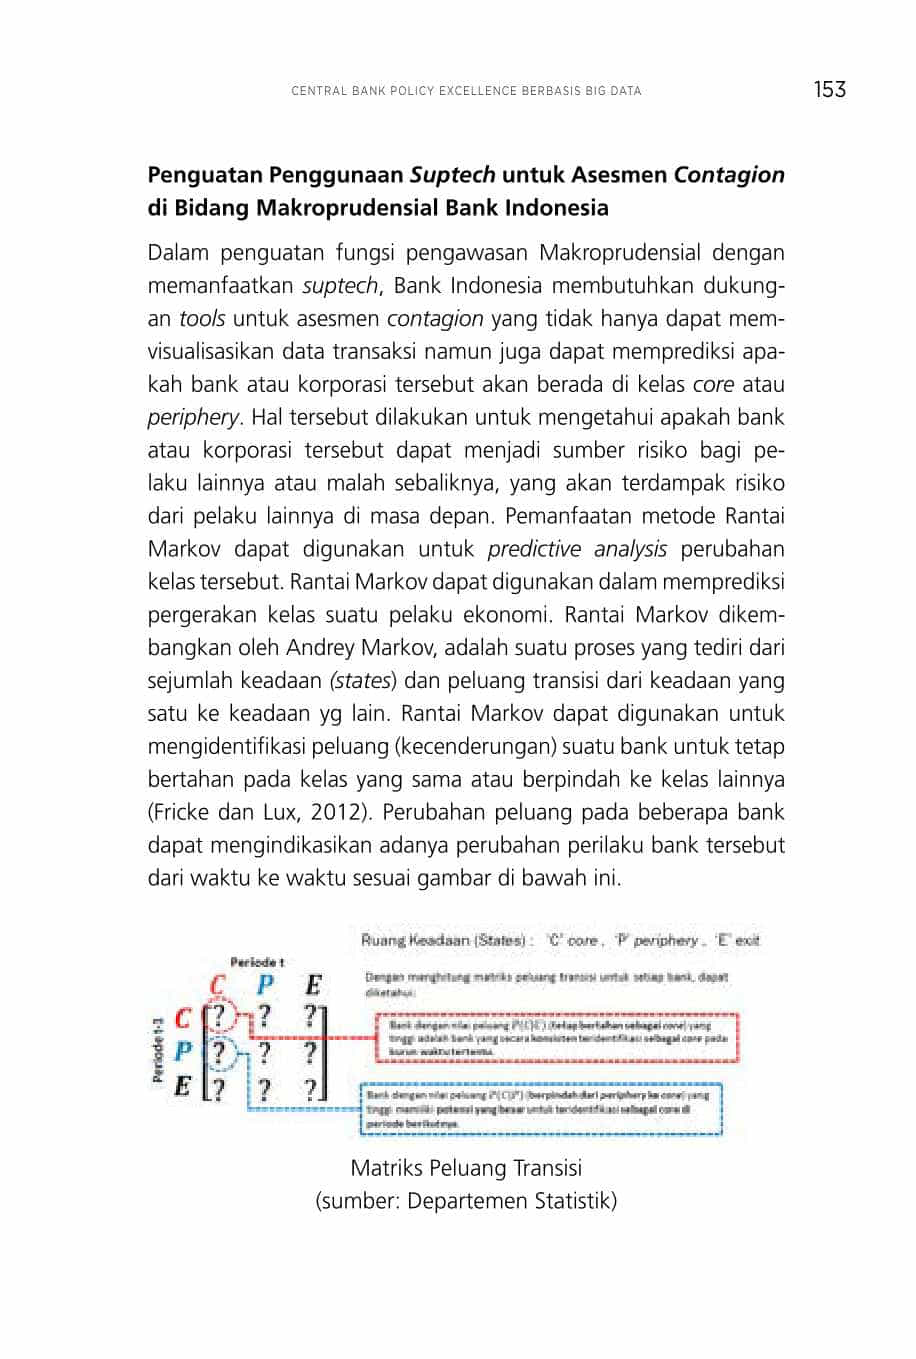 CENTRAL BANK POLICY EXCELLENCE BERBASIS BIG DATA 153
Penguatan Penggunaan Suptech untuk Asesmen Contagion
di Bidang Makroprudensial Bank Indonesia
Dalam penguatan fungsi pengawasan Makroprudensial dengan
memanfaatkan suptech, Bank Indonesia membutuhkan dukung-
an tools untuk asesmen contagion yang tidak hanya dapat mem-
visualisasikan data transaksi namun juga dapat memprediksi apa-
kah bank atau korporasi tersebut akan berada di kelas core atau
periphery. Hal tersebut dilakukan untuk mengetahui apakah bank
atau korporasi tersebut dapat menjadi sumber risiko bagi pe-
laku lainnya atau malah sebaliknya, yang akan terdampak risiko
dari pelaku lainnya di masa depan. Pemanfaatan metode Rantai
Markov dapat digunakan untuk predictive analysis perubahan
kelas tersebut. Rantai Markov dapat digunakan dalam memprediksi
pergerakan kelas suatu pelaku ekonomi. Rantai Markov dikem-
bangkan oleh Andrey Markov, adalah suatu proses yang tediri dari
sejumlah keadaan (states) dan peluang transisi dari keadaan yang
satu ke keadaan yg lain. Rantai Markov dapat digunakan untuk
mengidentifikasi peluang (kecenderungan) suatu bank untuk tetap
bertahan pada kelas yang sama atau berpindah ke kelas lainnya
(Fricke dan Lux, 2012). Perubahan peluang pada beberapa bank
dapat mengindikasikan adanya perubahan perilaku bank tersebut
dari waktu ke waktu sesuai gambar di bawah ini.
Ruang Keadaan (States) : 'C' core , 'P' periphery , 'E' exit
Periode t
C P E
Periode t-1
C ? ? ?
P ? ? ?
E ? ? ?
Dengan menghitung matriks peluang transisi untuk setiap bank, dapat
diketahui:
Bank dengan nilai peluang P(C|C) (tetap bertahan sebagai core) yang
tinggi adalah bank yang secara konsisten teridentifikasi sebagai core pada
kurun waktu tertentu.
Bank dengan nilai peluang P(C|P) (berpindah dari periphery ke core) yang
tinggi memiliki potensi yang besar untuk teridentifikasi sebagai core di
periode berikutnya.
Matriks Peluang Transisi
(sumber: Departemen Statistik)